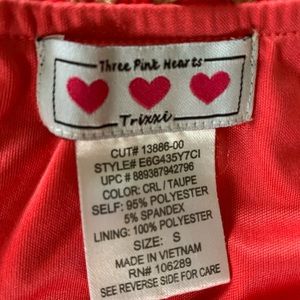 Three Pink Hearts
Trixxi
CUT# 13886-00
STYLE# E6G435Y7CI
UPC # 889387942796
COLOR: CRL / TAUPE
SELF: 95% POLYESTER
5% SPANDEX
LINING: 100% POLYESTER
SIZE: S
MADE IN VIETNAM
RN# 106289
SEE REVERSE SIDE FOR CARE